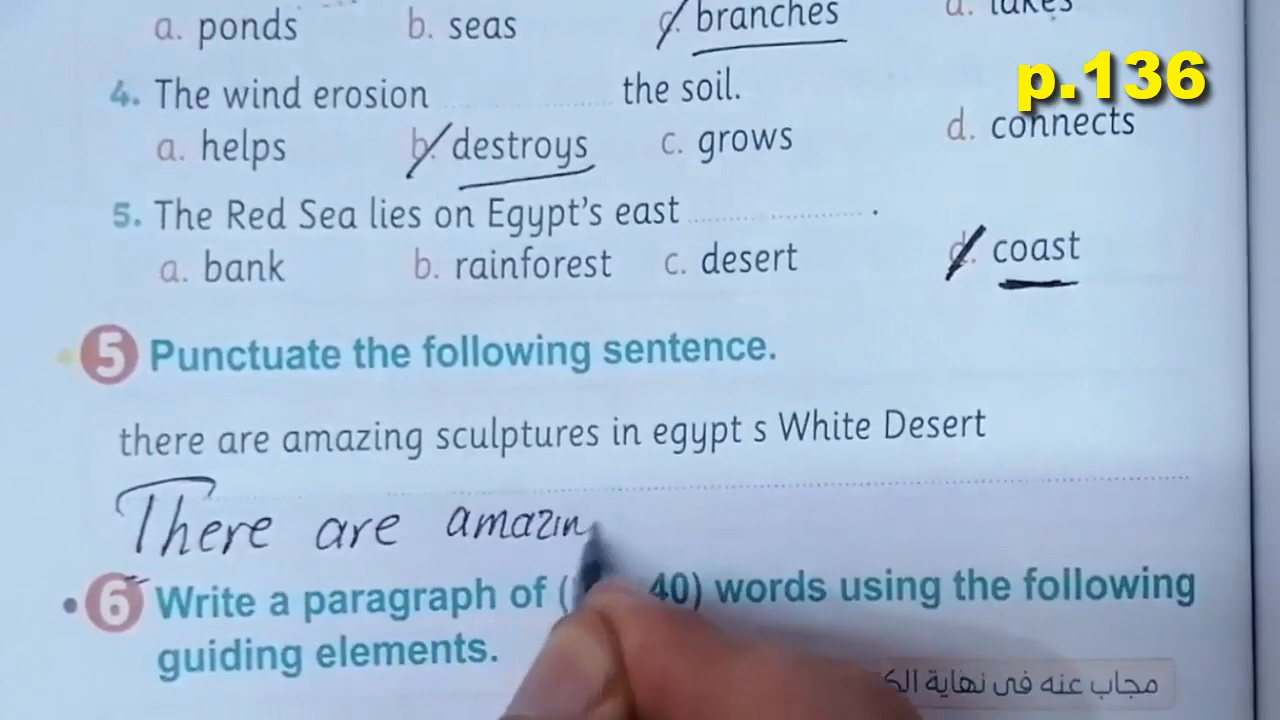 a. ponds b. seas c. branches d. lakes
p.136
4. The wind erosion ........ the soil.
a. helps b. destroys c. grows d. connects
5. The Red Sea lies on Egypt's east ........ .
a. bank b. rainforest c. desert d. coast
5 Punctuate the following sentence.
there are amazing sculptures in egypt s White Desert
There are amazin
6 Write a paragraph of ( 40) words using the following
guiding elements.
مجاب عنه فى نهاية